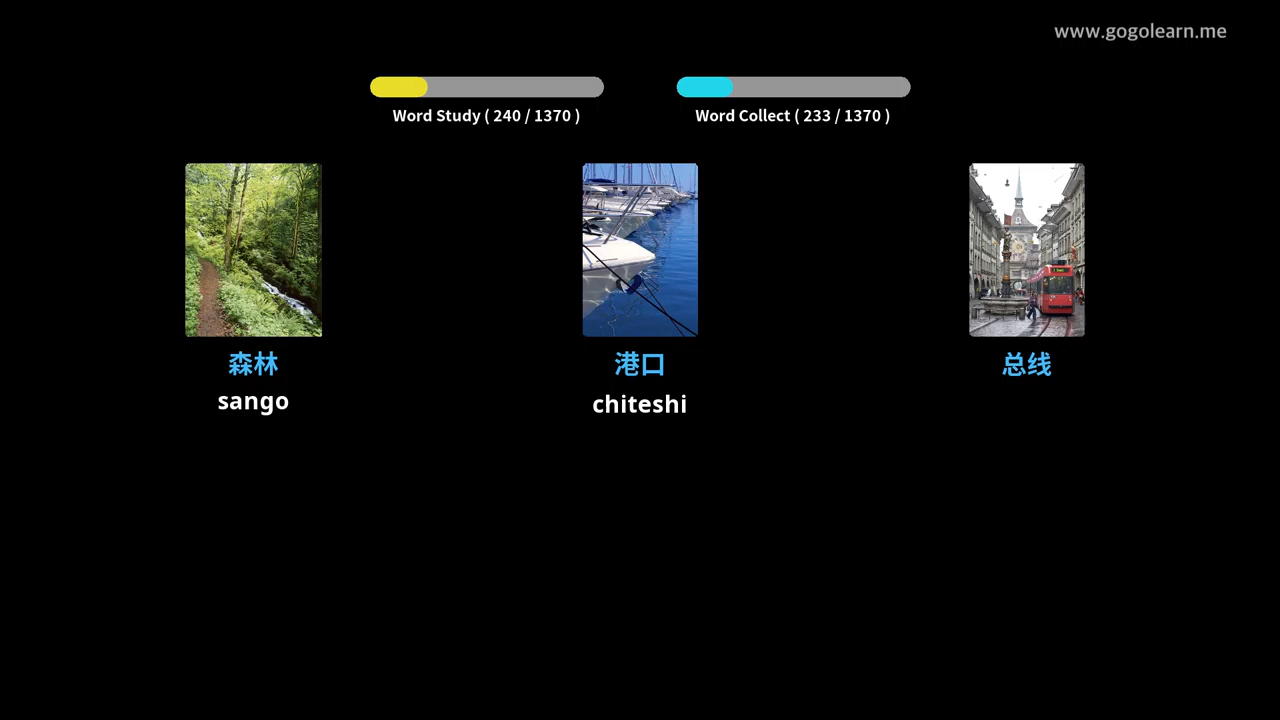 www.gogolearn.me
Word Study ( 240 / 1370 )
Word Collect ( 233 / 1370 )
森林
港口
总线
sango
chiteshi